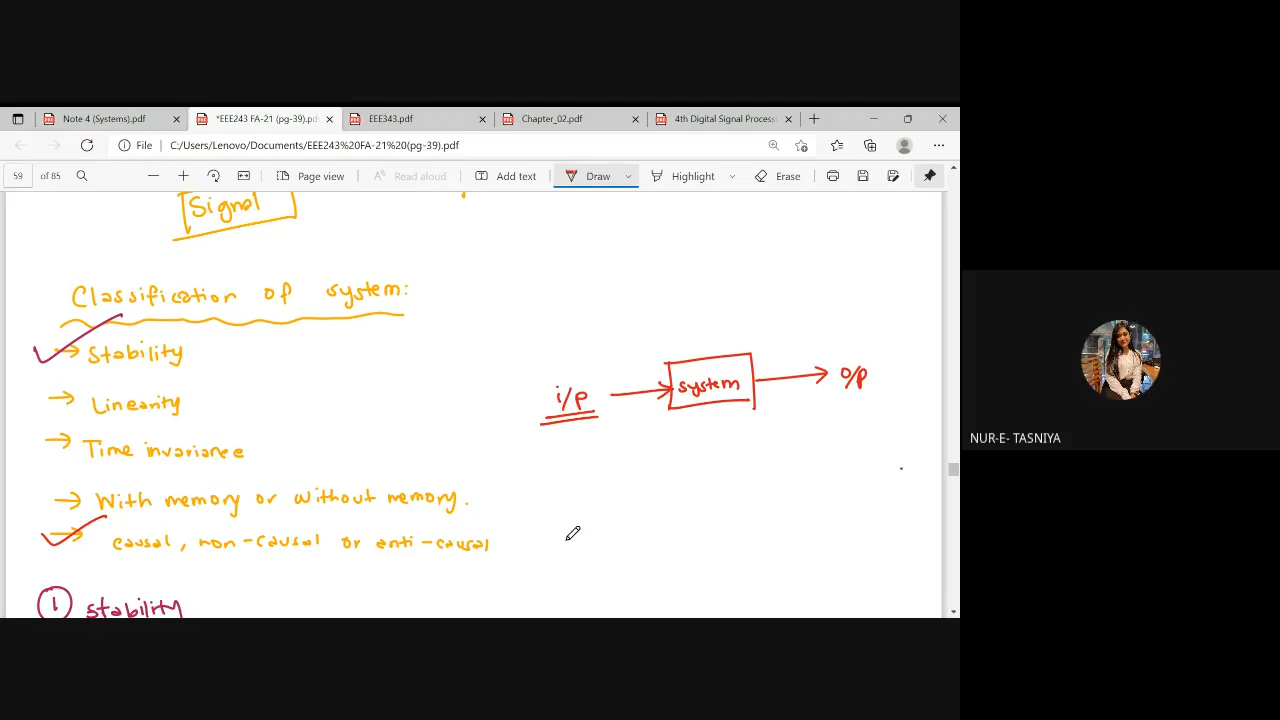 Note 4 (Systems).pdf
*EEE243 FA-21 (pg-39).pd
EEE343.pdf
Chapter_02.pdf
4th Digital Signal Process
File
C:/Users/Lenovo/Documents/EEE243%20FA-21%20(pg-39).pdf
59 of 85
Page view
Read aloud
Add text
Draw
Highlight
Erase
Signal
Classification of system:
→ Stability
→ Linearity
→ Time invariance
→ With memory or without memory.
→ causal, non-causal or anti-causal
i/p → system → o/p
1 stability
NUR-E- TASNIYA